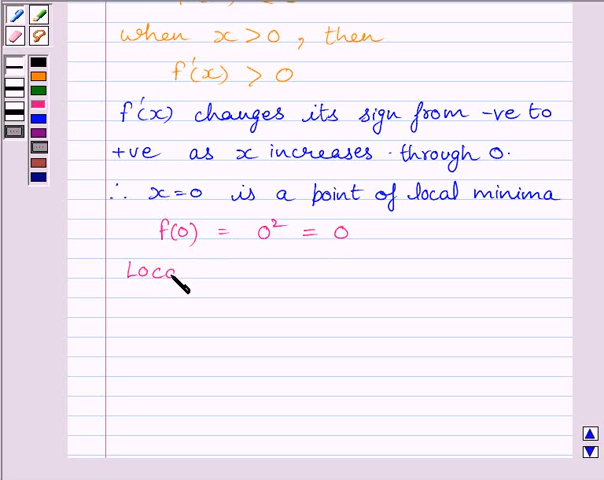 when x > 0 , then
f'(x) > 0
f'(x) changes its sign from -ve to
+ve as x increases through 0.
∴ x = 0 is a point of local minima
f(0) = 0² = 0
Loca